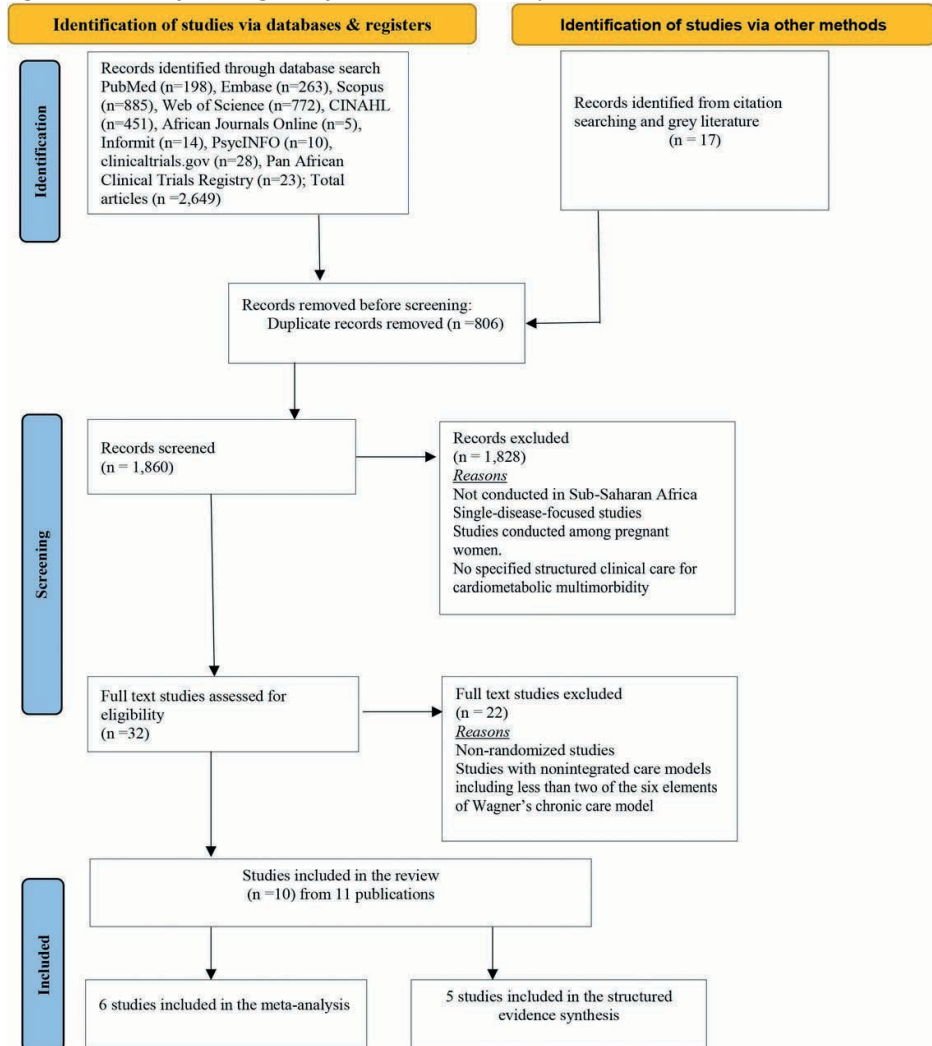 Identification of studies via databases & registers
Identification of studies via other methods
Identification
Records identified through database search
PubMed (n=198), Embase (n=263), Scopus
(n=885), Web of Science (n=772), CINAHL
(n=451), African Journals Online (n=5),
Informit (n=14), PsycINFO (n=10),
clinicaltrials.gov (n=28), Pan African
Clinical Trials Registry (n=23); Total
articles (n =2,649)
Records identified from citation
searching and grey literature
(n = 17)
Records removed before screening:
Duplicate records removed (n =806)
Screening
Records screened
(n = 1,860)
Records excluded
(n = 1,828)
Reasons
Not conducted in Sub-Saharan Africa
Single-disease-focused studies
Studies conducted among pregnant
women.
No specified structured clinical care for
cardiometabolic multimorbidity
Full text studies assessed for
eligibility
(n =32)
Full text studies excluded
(n = 22)
Reasons
Non-randomized studies
Studies with nonintegrated care models
including less than two of the six elements
of Wagner's chronic care model
Included
Studies included in the review
(n =10) from 11 publications
6 studies included in the meta-analysis
5 studies included in the structured
evidence synthesis